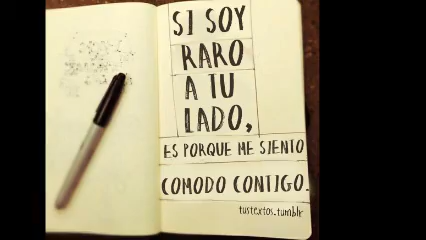 SI SOY
RARO
A TU
LADO,
ES PORQUE ME SIENTO
COMODO CONTIGO.
tustextos.tumblr